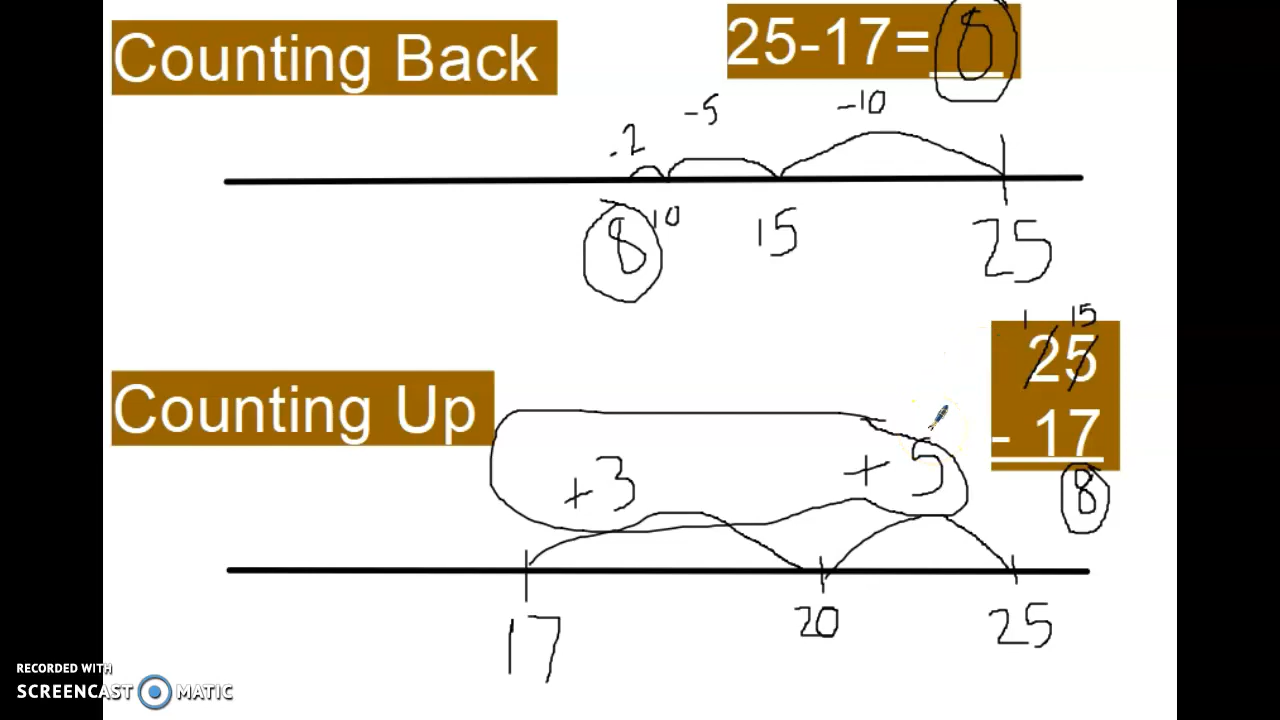 Counting Back
25-17=8
-2 -5 -10
8 10 15 25
1 15
25
Counting Up
- 17
+3 +5
8
17 20 25
RECORDED WITH
SCREENCAST MATIC